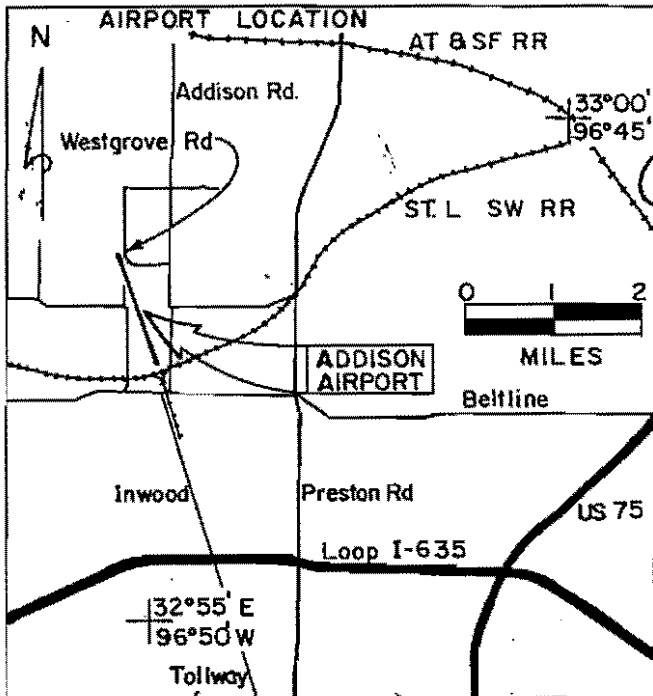 AIRPORT LOCATION
N
AT & SF RR
Addison Rd.
33°00'
96°45'
Westgrove Rd
ST. L SW RR
0 1 2
MILES
ADDISON
AIRPORT
Beltline
Inwood
Preston Rd
US 75
Loop I-635
32°55' E
96°50' W
Tollway